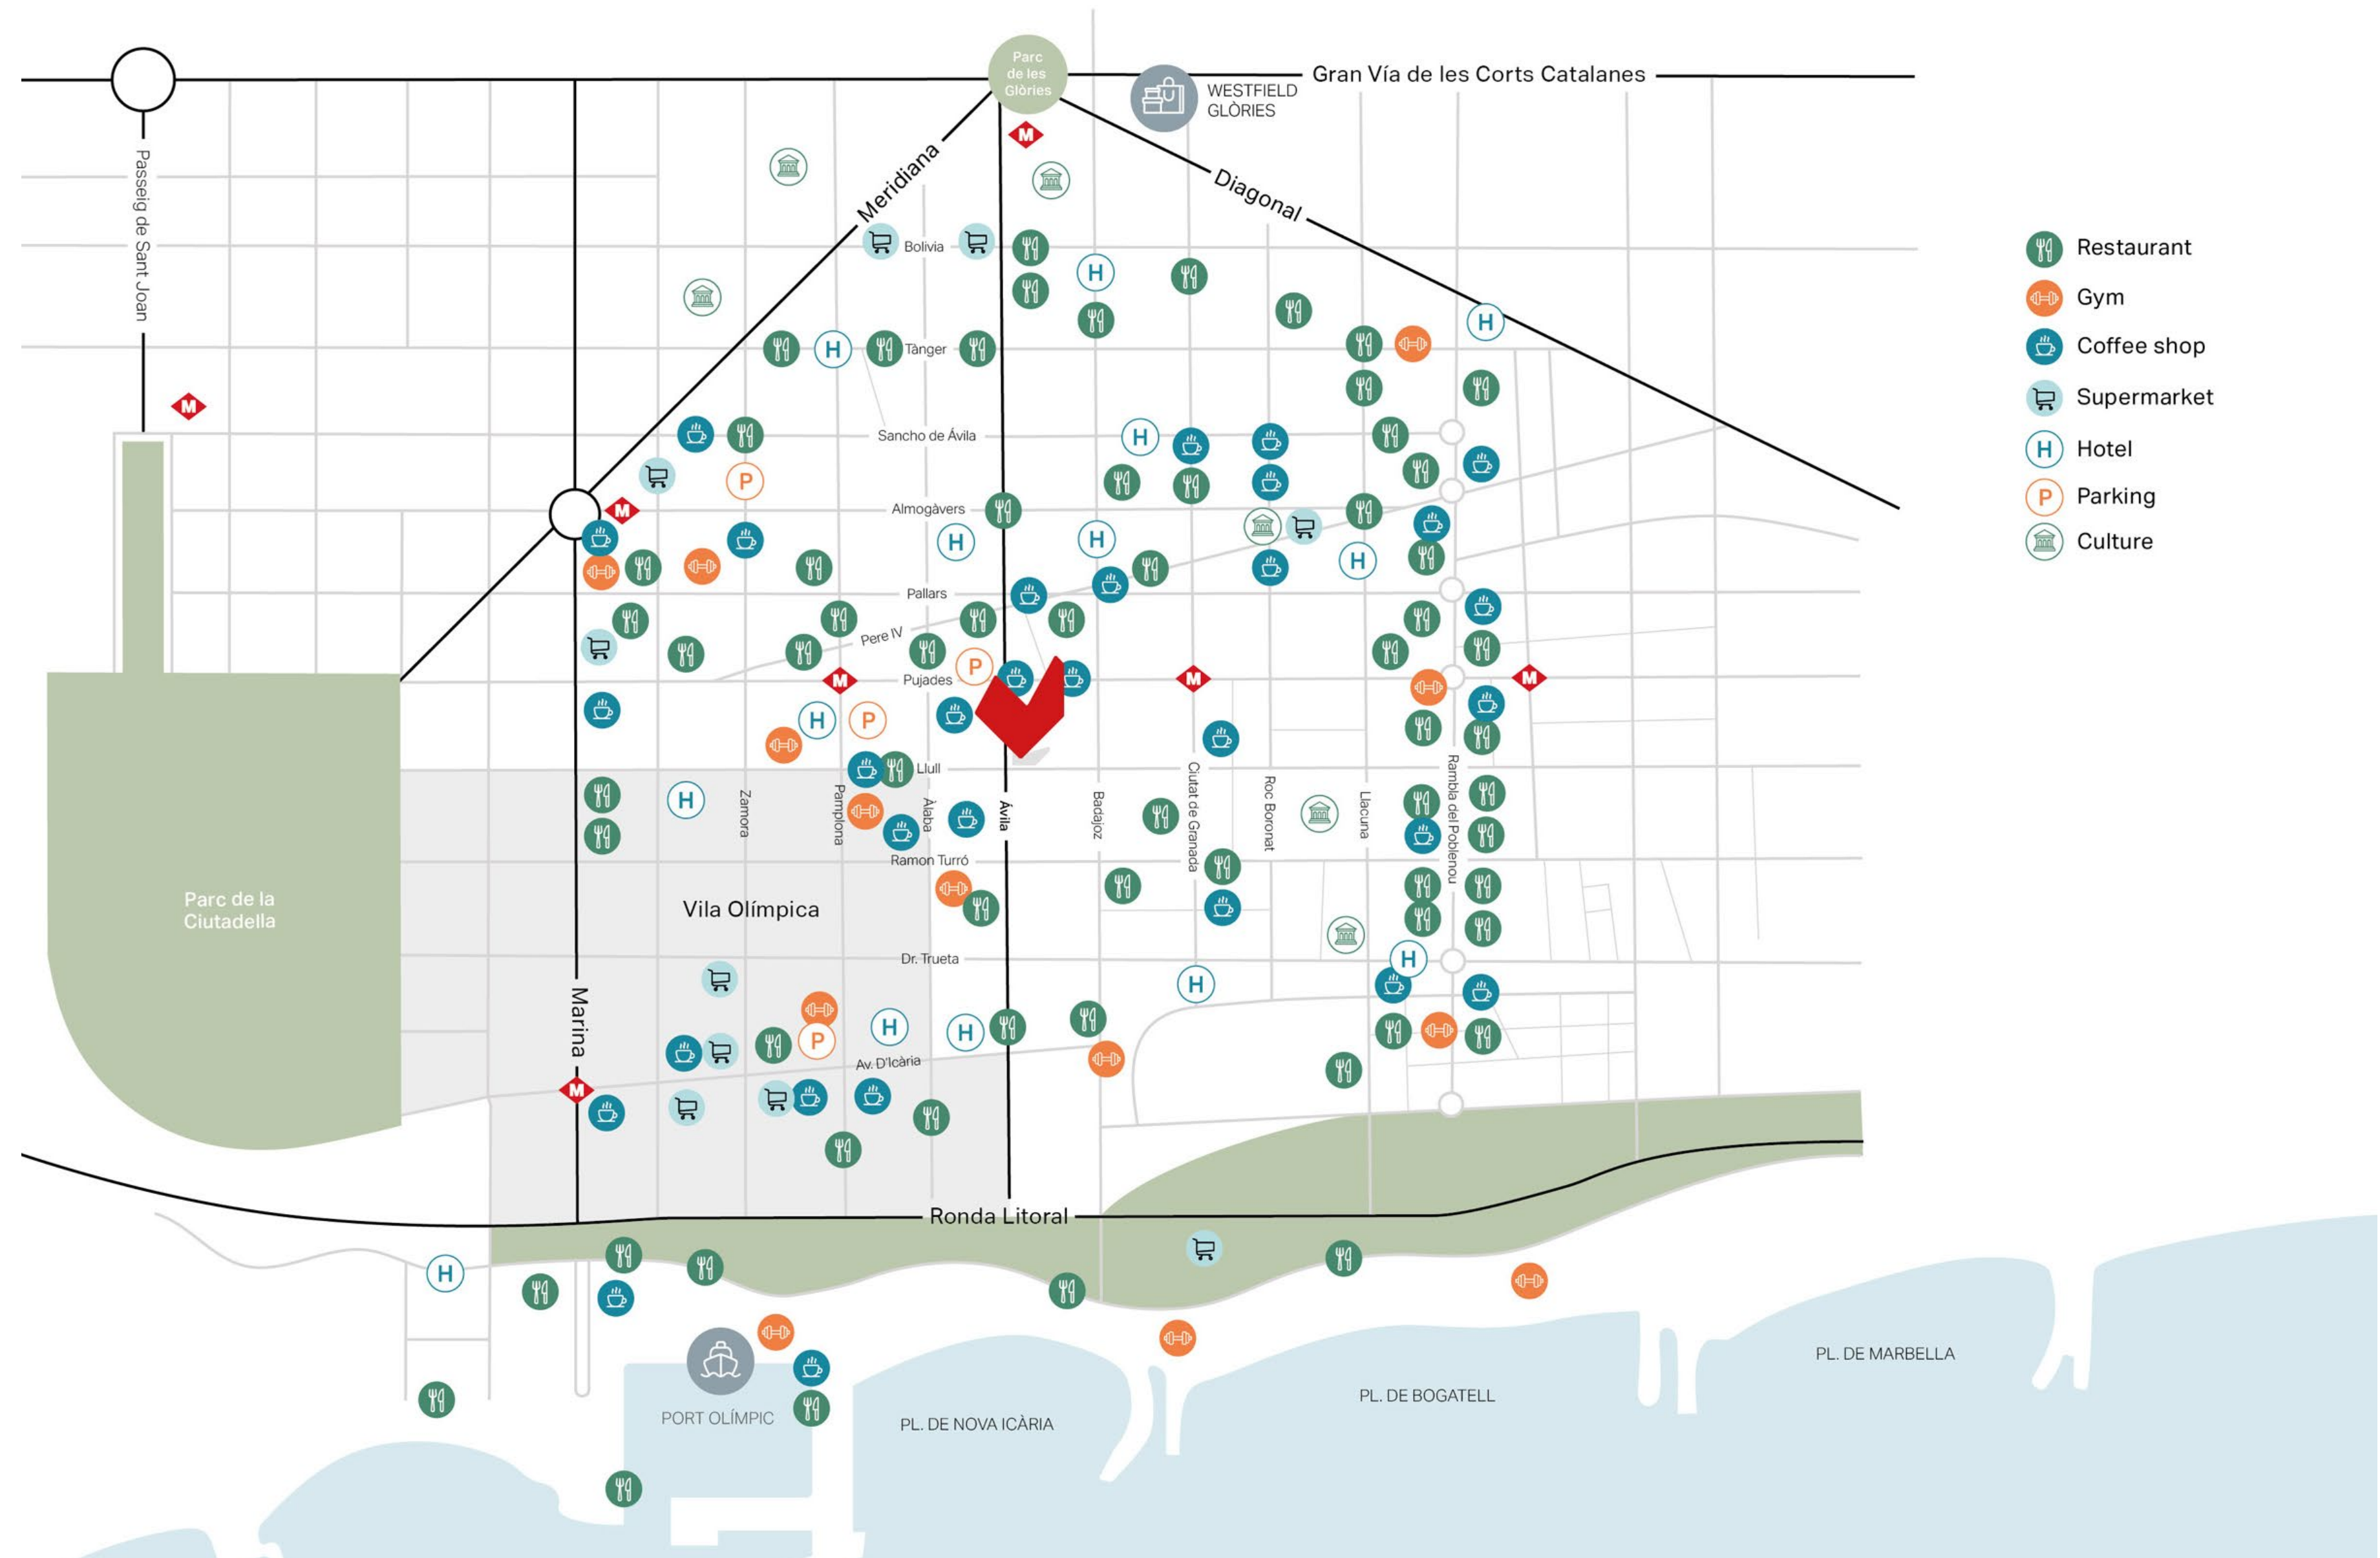 Parc
de les
Glòries
Gran Vía de les Corts Catalanes
WESTFIELD
GLÒRIES
M
Passeig de Sant Joan
Meridiana
Diagonal
Bolivia
H
H
Tànger
H
M
Sancho de Ávila
H
P
M
Almogàvers
H
H
H
Pallars
Pere IV
P
Pujades
M
M
M
H
P
Llull
H
Zamora
Pamplona
Àlaba
Ávila
Badajoz
Ciutat de Granada
Roc Boronat
Llacuna
Rambla del Poblenou
Ramon Turró
Parc de la
Ciutadella
Vila Olímpica
Dr. Trueta
H
H
Marina
H
H
P
Av. D'Icària
M
Ronda Litoral
H
PORT OLÍMPIC
PL. DE NOVA ICÀRIA
PL. DE BOGATELL
PL. DE MARBELLA
Restaurant
Gym
Coffee shop
Supermarket
H Hotel
P Parking
Culture